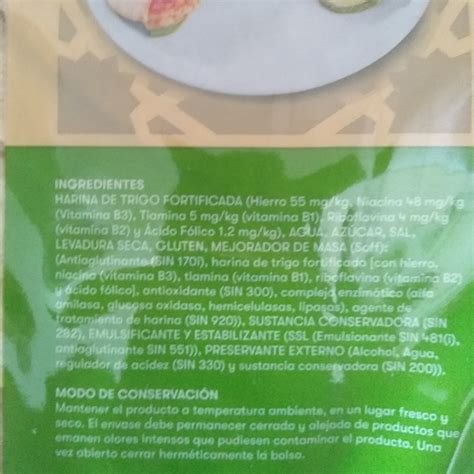 INGREDIENTES
HARINA DE TRIGO FORTIFICADA (Hierro 55 mg/kg, Niacina 48 mg/kg
(Vitamina B3), Tiamina 5 mg/kg (vitamina B1), Riboflavina 4 mg/kg
(vitamina B2) y Ácido Fólico 1.2 mg/kg), AGUA, AZÚCAR, SAL,
LEVADURA SECA, GLUTEN, MEJORADOR DE MASA (Soff):
(Antiaglutinante (SIN 170i), harina de trigo fortificada [con hierro,
niacina (vitamina B3), tiamina (vitamina B1), riboflavina (vitamina B2)
y ácido fólico], antioxidante (SIN 300), complejo enzimático (alfa
amilasa, glucosa oxidasa, hemicelulasas, lipasas), agente de
tratamiento de harina (SIN 920)), SUSTANCIA CONSERVADORA (SIN
282), EMULSIFICANTE Y ESTABILIZANTE (SSL (Emulsionante SIN 481(i),
antiaglutinante SIN 551)), PRESERVANTE EXTERNO (Alcohol, Agua,
regulador de acidez (SIN 330) y sustancia conservadora (SIN 200)).
MODO DE CONSERVACIÓN
Mantener el producto a temperatura ambiente, en un lugar fresco y
seco. El envase debe permanecer cerrado y alejado de productos que
emanen olores intensos que pudiesen contaminar el producto. Una
vez abierto cerrar herméticamente la bolsa.